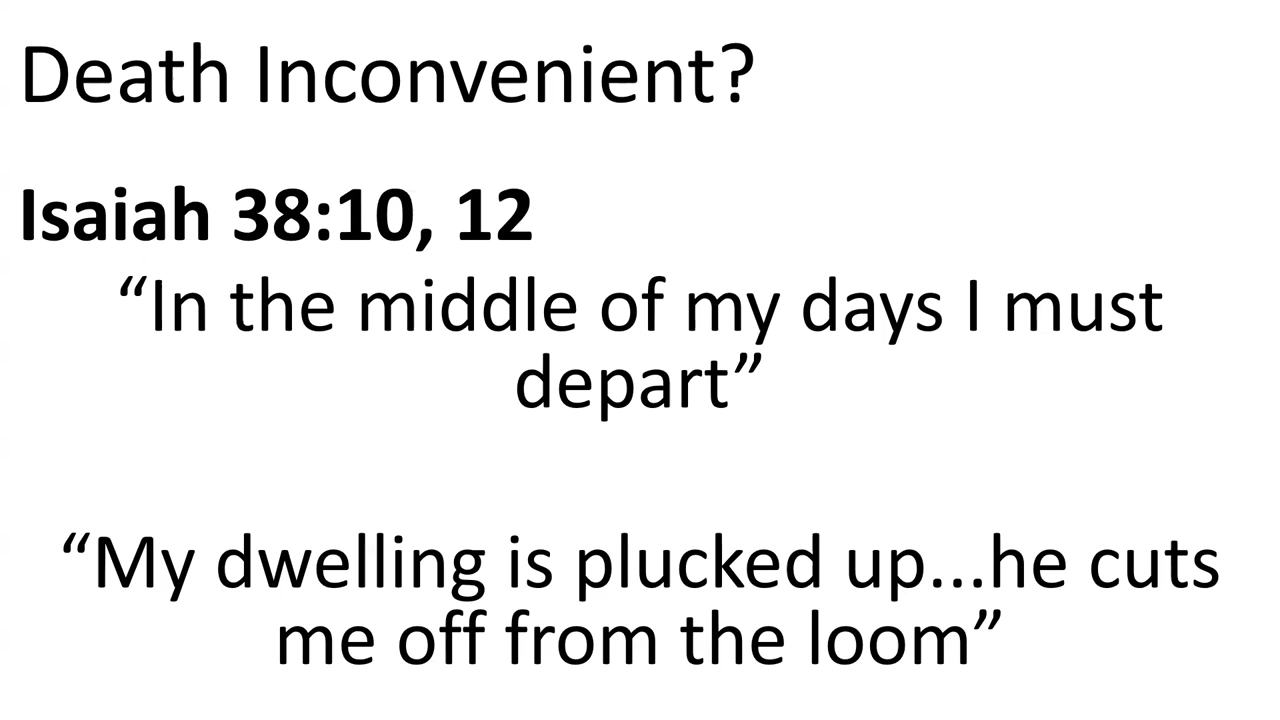 Death Inconvenient?
Isaiah 38:10, 12
“In the middle of my days I must
depart”
“My dwelling is plucked up...he cuts
me off from the loom”